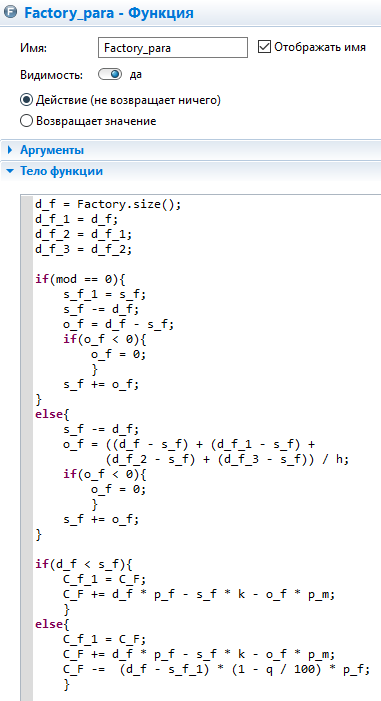 Factory_para - Функция
Имя: Factory_para Отображать имя
Видимость: да
Действие (не возвращает ничего)
Возвращает значение
Аргументы
Тело функции
d_f = Factory.size();
d_f_1 = d_f;
d_f_2 = d_f_1;
d_f_3 = d_f_2;

if(mod == 0){
    s_f_1 = s_f;
    s_f -= d_f;
    o_f = d_f - s_f;
    if(o_f < 0){
        o_f = 0;
        }
    s_f += o_f;
}
else{
    s_f -= d_f;
    o_f = ((d_f - s_f) + (d_f_1 - s_f) +
          (d_f_2 - s_f) + (d_f_3 - s_f)) / h;
    if(o_f < 0){
        o_f = 0;
        }
    s_f += o_f;
}

if(d_f < s_f){
    C_f_1 = C_F;
    C_F += d_f * p_f - s_f * k - o_f * p_m;
    }
else{
    C_f_1 = C_F;
    C_F += d_f * p_f - s_f * k - o_f * p_m;
    C_F -=  (d_f - s_f_1) * (1 - q / 100) * p_f;
    }